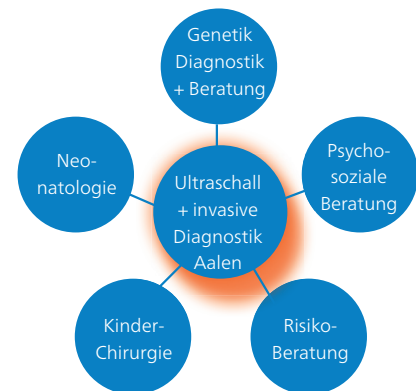 Genetik
Diagnostik
+ Beratung
Neo-
natologie
Ultraschall
+ invasive
Diagnostik
Aalen
Psycho-
soziale
Beratung
Kinder-
Chirurgie
Risiko-
Beratung